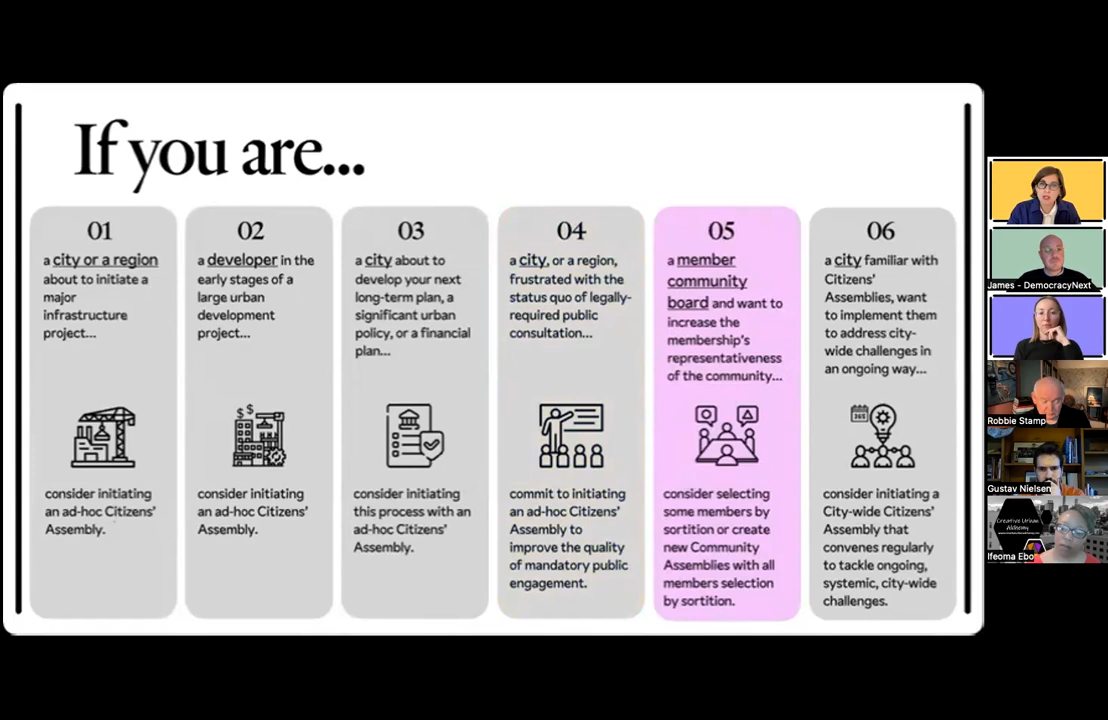 If you are...
01
a city or a region
about to initiate a
major
infrastructure
project...
consider initiating
an ad-hoc Citizens'
Assembly.
02
a developer in the
early stages of a
large urban
development
project...
consider initiating
an ad-hoc Citizens'
Assembly.
03
a city about to
develop your next
long-term plan, a
significant urban
policy, or a financial
plan...
consider initiating
this process with an
ad-hoc Citizens'
Assembly.
04
a city, or a region,
frustrated with the
status quo of legally-
required public
consultation...
commit to initiating
an ad-hoc Citizens'
Assembly to
improve the quality
of mandatory public
engagement.
05
a member
community
board and want to
increase the
membership's
representativeness
of the community...
consider selecting
some members by
sortition or create
new Community
Assemblies with all
members selection
by sortition.
06
a city familiar with
Citizens'
Assemblies, want
to implement them
to address city-
wide challenges in
an ongoing way...
365
consider initiating a
City-wide Citizens'
Assembly that
convenes regularly
to tackle ongoing,
systemic, city-wide
challenges.
James - DemocracyNext
Robbie Stamp
Gustav Nielsen
Creative Urban
Alchemy
Ifeoma Ebo